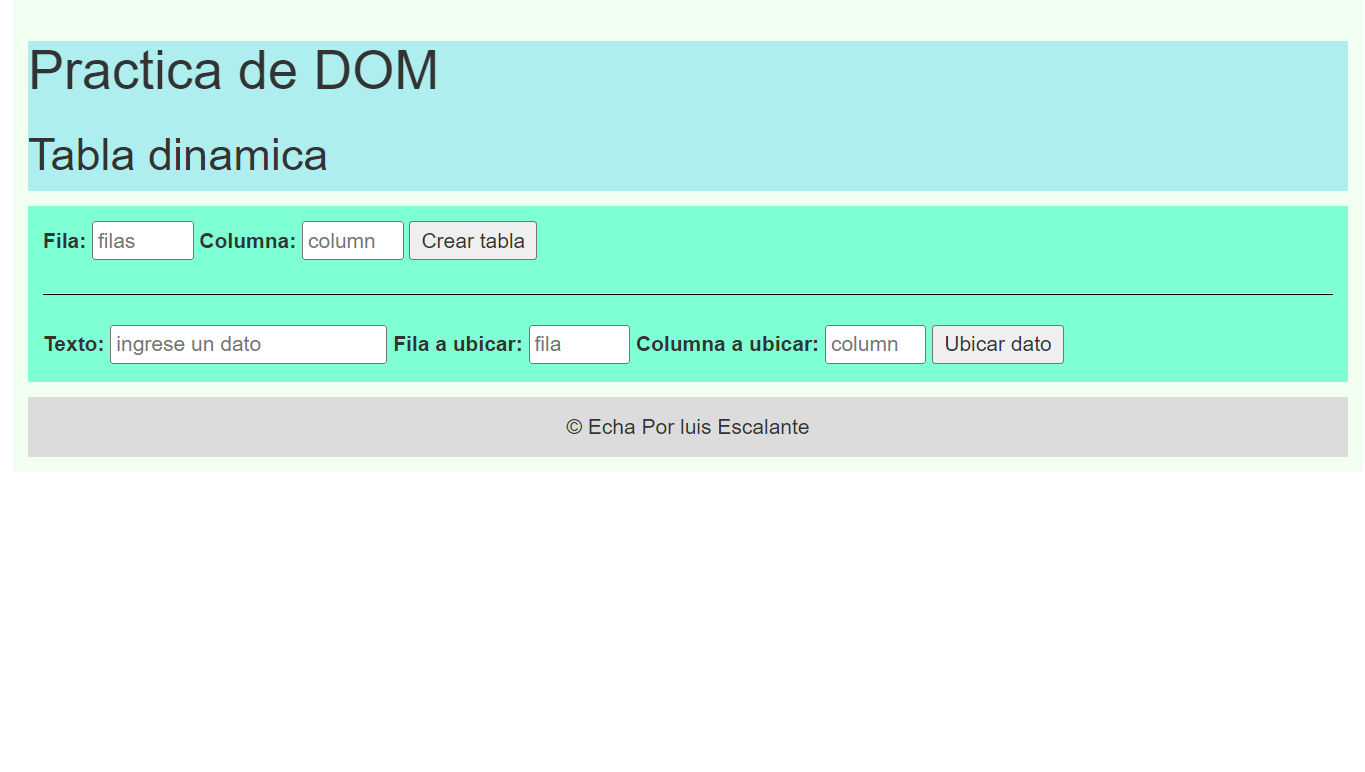 Practica de DOM
Tabla dinamica
Fila: filas Columna: column Crear tabla
Texto: ingrese un dato Fila a ubicar: fila Columna a ubicar: column Ubicar dato
© Echa Por luis Escalante